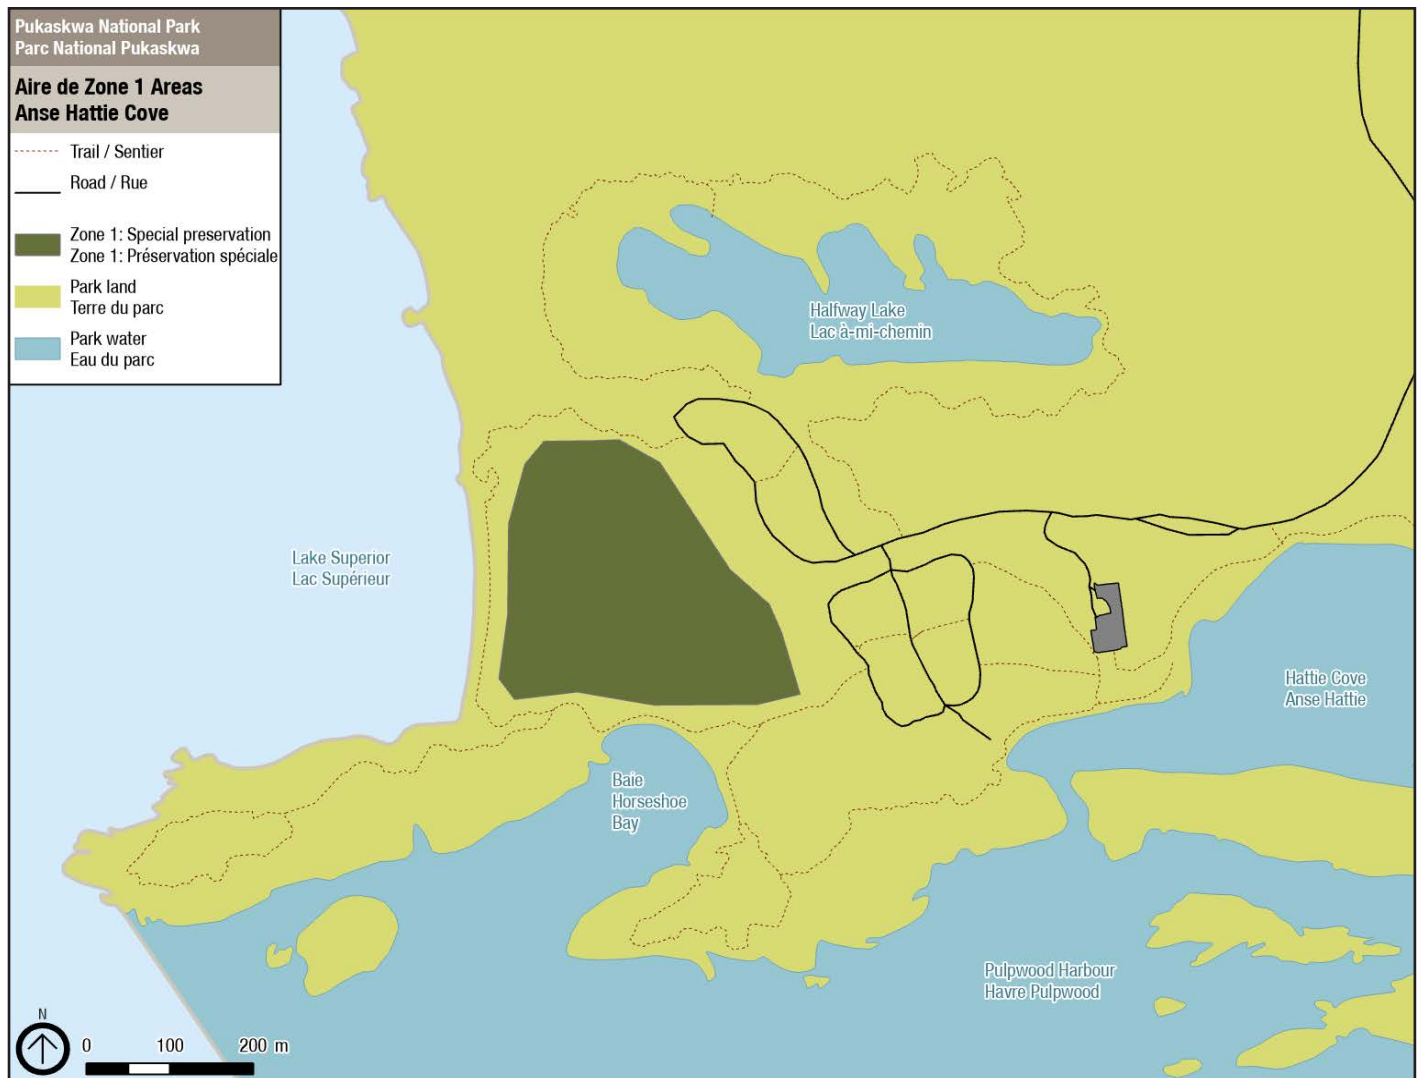 Pukaskwa National Park
Parc National Pukaskwa
Aire de Zone 1 Areas
Anse Hattie Cove
Trail / Sentier
Road / Rue
Zone 1: Special preservation
Zone 1: Préservation spéciale
Park land
Terre du parc
Park water
Eau du parc
Halfway Lake
Lac à-mi-chemin
Lake Superior
Lac Supérieur
Hattie Cove
Anse Hattie
Baie
Horseshoe
Bay
Pulpwood Harbour
Havre Pulpwood
N
0 100 200 m